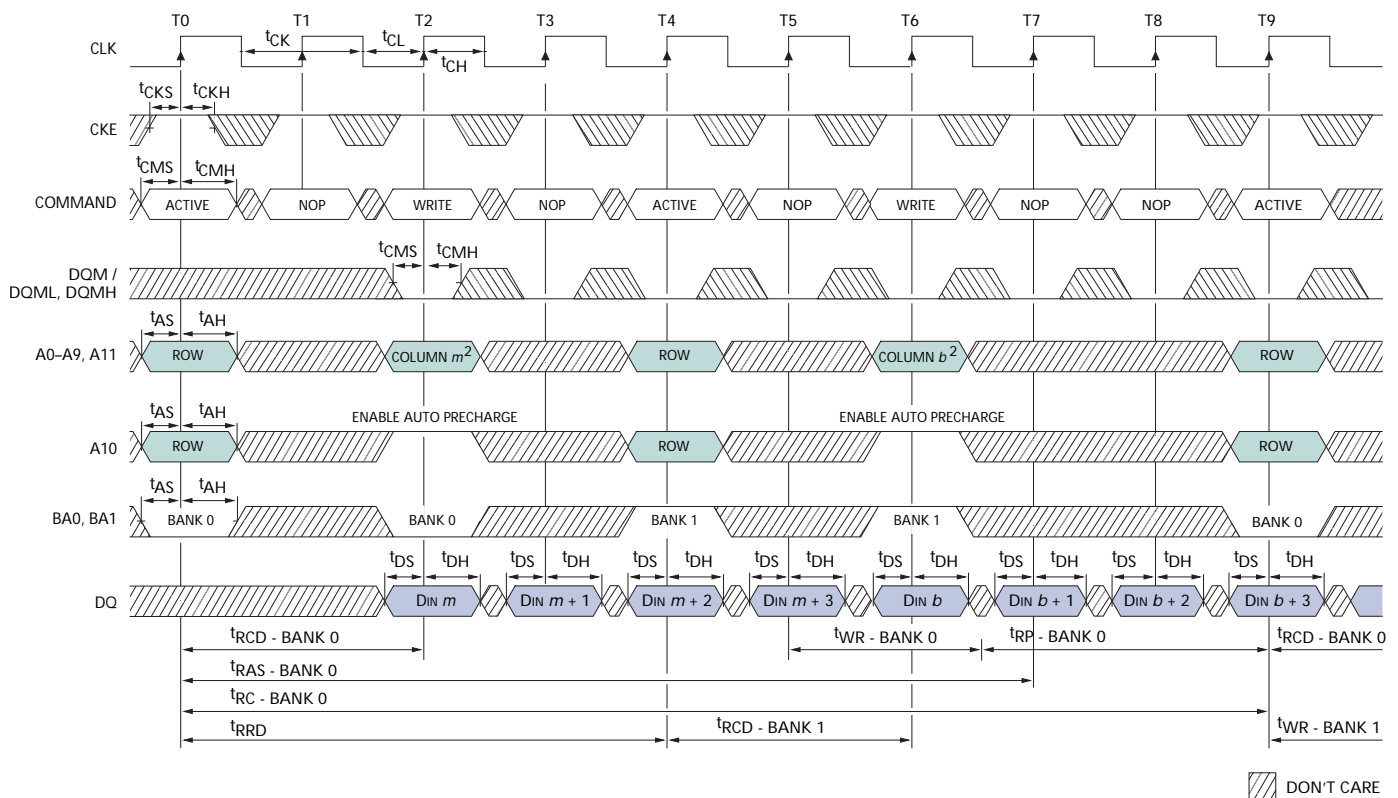 T0 T1 T2 T3 T4 T5 T6 T7 T8 T9
CLK
tCK tCL tCH
tCKS tCKH
CKE
tCMS tCMH
COMMAND ACTIVE NOP WRITE NOP ACTIVE NOP WRITE NOP NOP ACTIVE
tCMS tCMH
DQM /
DQML, DQMH
tAS tAH
A0–A9, A11 ROW COLUMN m2 ROW COLUMN b2 ROW
tAS tAH
ENABLE AUTO PRECHARGE ENABLE AUTO PRECHARGE
A10 ROW ROW ROW
tAS tAH
BA0, BA1 BANK 0 BANK 0 BANK 1 BANK 1 BANK 0
tDS tDH tDS tDH tDS tDH tDS tDH tDS tDH tDS tDH tDS tDH tDS tDH
DQ DIN m DIN m + 1 DIN m + 2 DIN m + 3 DIN b DIN b + 1 DIN b + 2 DIN b + 3
tRCD - BANK 0 tWR - BANK 0 tRP - BANK 0 tRCD - BANK 0
tRAS - BANK 0
tRC - BANK 0
tRRD tRCD - BANK 1 tWR - BANK 1
DON'T CARE